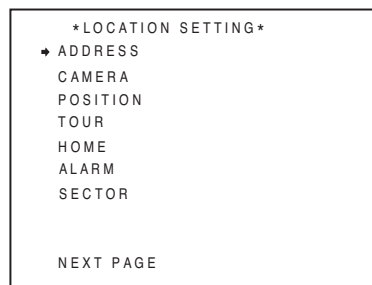 *LOCATION SETTING*
ADDRESS
CAMERA
POSITION
TOUR
HOME
ALARM
SECTOR
NEXT PAGE